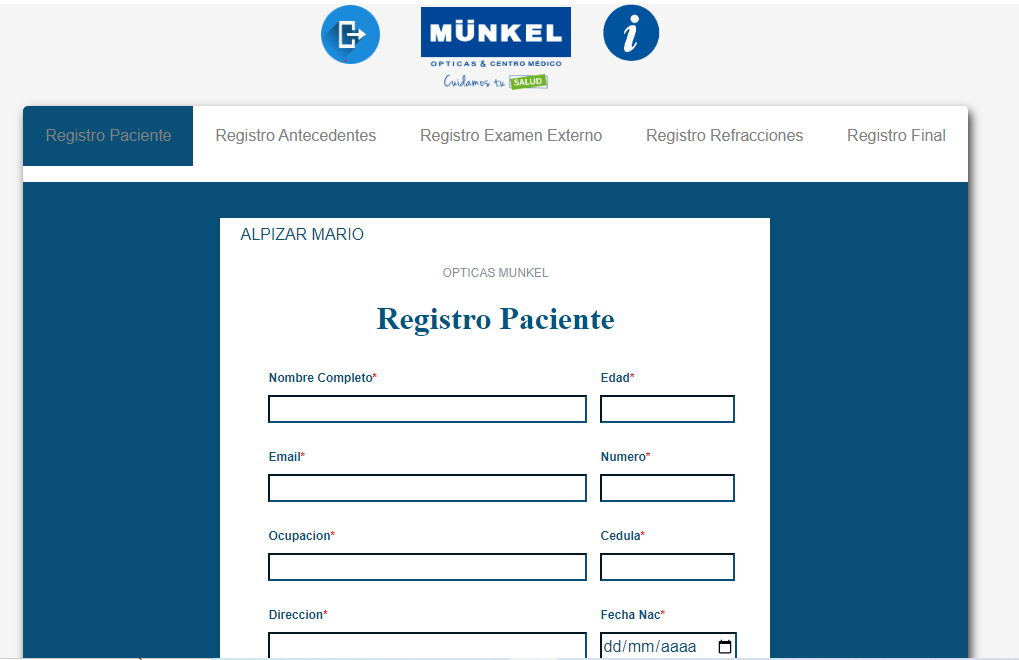 MÜNKEL
OPTICAS & CENTRO MÉDICO
Cuidamos tu SALUD
i
Registro Paciente Registro Antecedentes Registro Examen Externo Registro Refracciones Registro Final
ALPIZAR MARIO
OPTICAS MUNKEL
Registro Paciente
Nombre Completo* Edad*
Email* Numero*
Ocupacion* Cedula*
Direccion* Fecha Nac*
dd/mm/aaaa